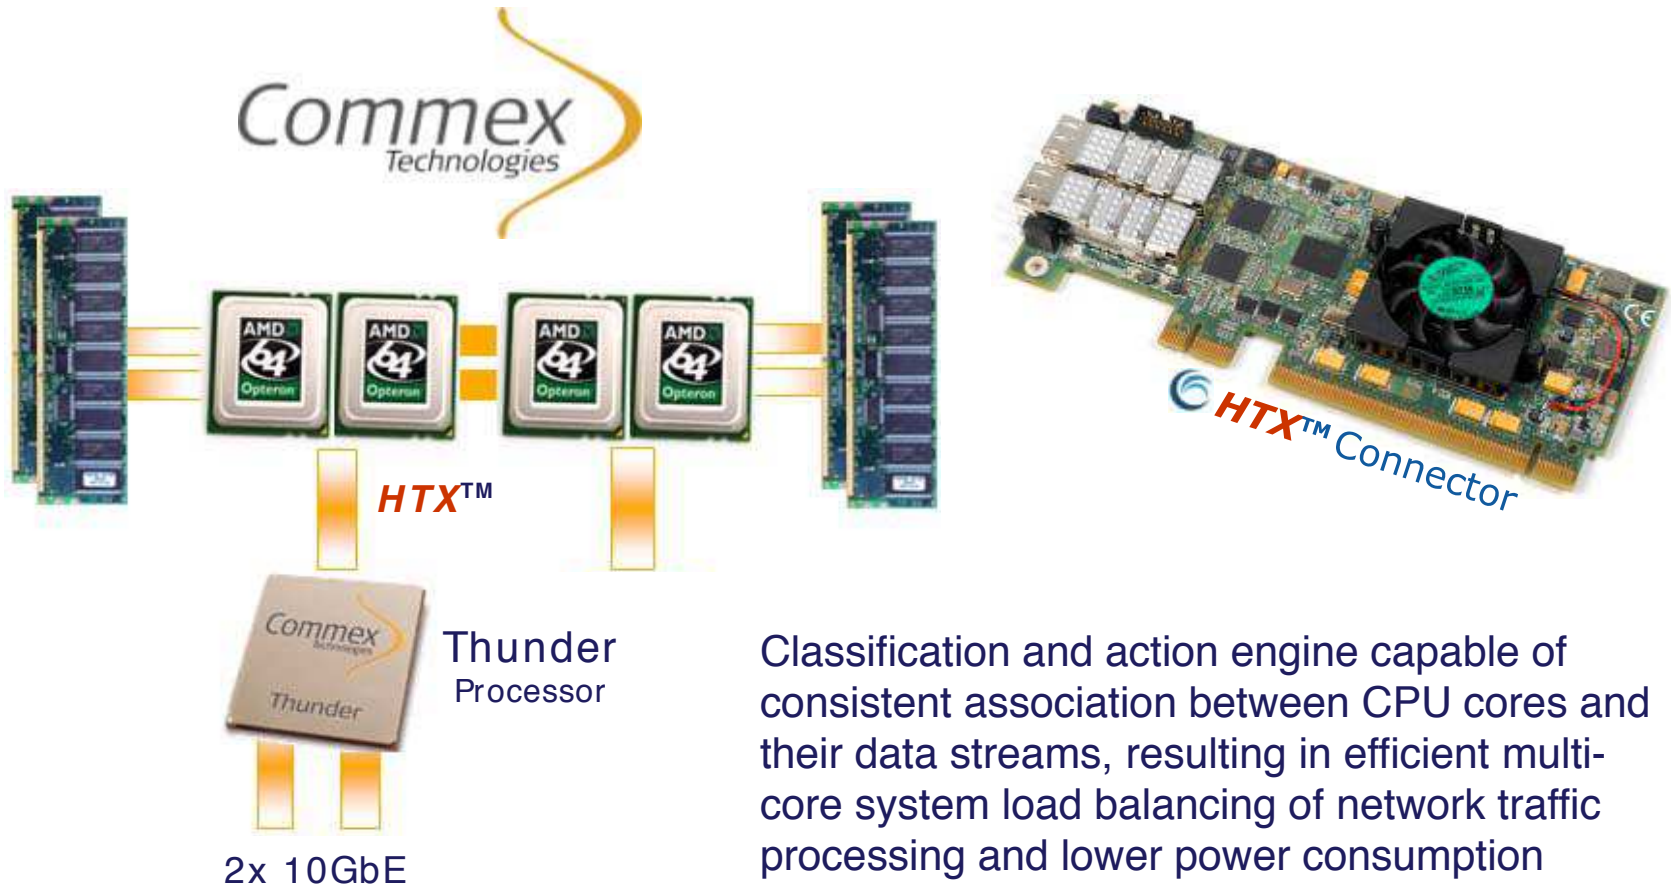 Commex
Technologies
AMD
64
Opteron
AMD
64
Opteron
AMD
64
Opteron
AMD
64
Opteron
HTX™
HTX™ Connector
CE
Commex
Technologies
Thunder
Thunder
Processor
2x 10GbE
Classification and action engine capable of
consistent association between CPU cores and
their data streams, resulting in efficient multi-
core system load balancing of network traffic
processing and lower power consumption